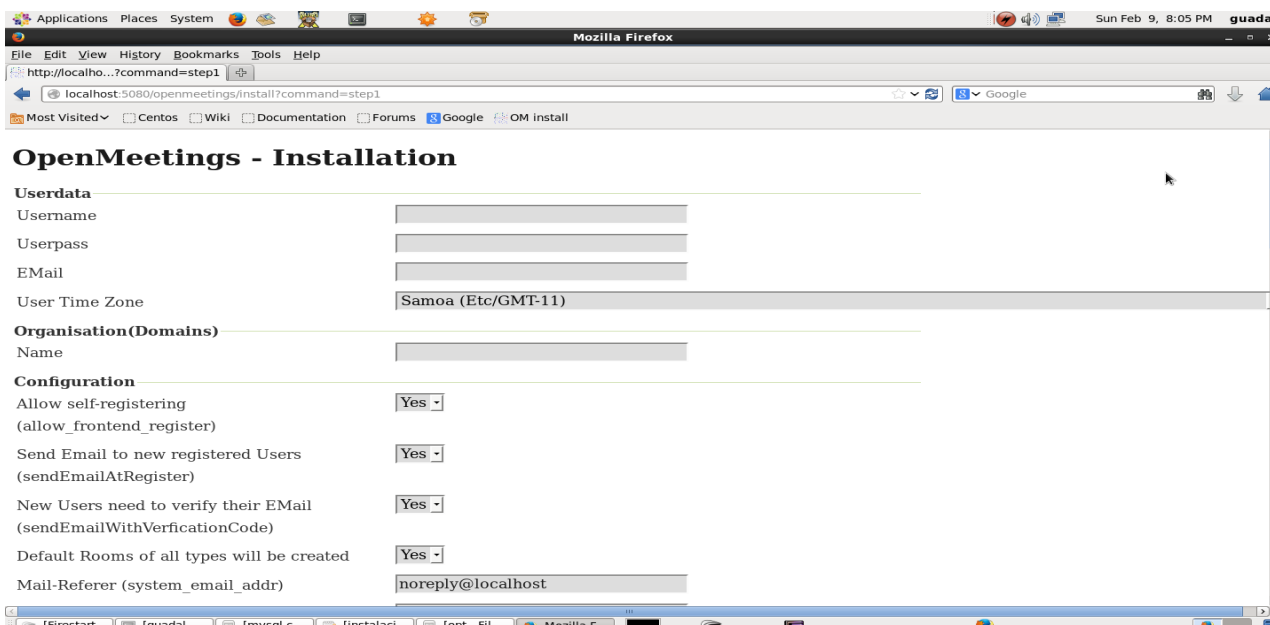 Applications Places System Sun Feb 9, 8:05 PM guada
Mozilla Firefox
File Edit View History Bookmarks Tools Help
http://localho...?command=step1
localhost:5080/openmeetings/install?command=step1 Google
Most Visited Centos Wiki Documentation Forums Google OM install
OpenMeetings - Installation
Userdata
Username
Userpass
EMail
User Time Zone Samoa (Etc/GMT-11)
Organisation(Domains)
Name
Configuration
Allow self-registering Yes
(allow_frontend_register)
Send Email to new registered Users Yes
(sendEmailAtRegister)
New Users need to verify their EMail Yes
(sendEmailWithVerficationCode)
Default Rooms of all types will be created Yes
Mail-Referer (system_email_addr) noreply@localhost